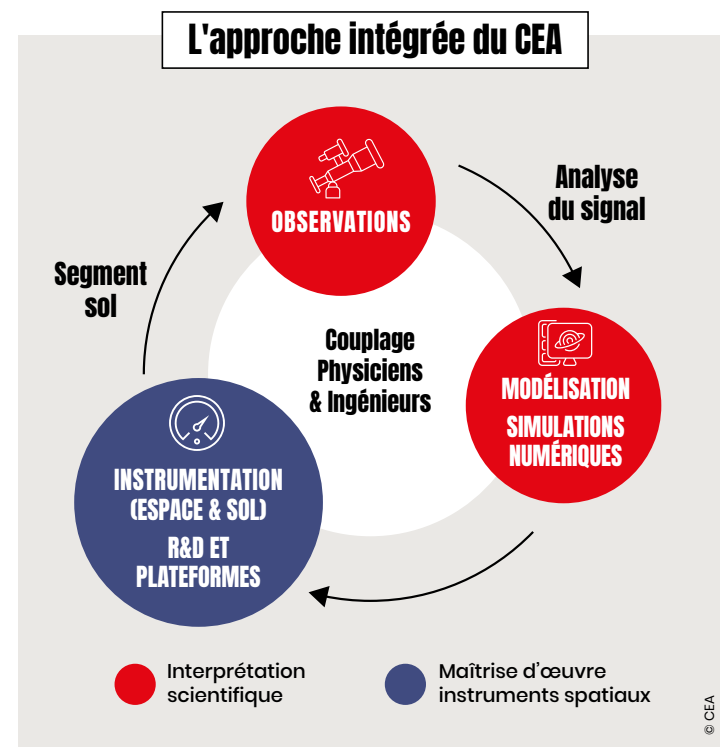 L'approche intégrée du CEA
OBSERVATIONS
Analyse
du signal
Segment
sol
Couplage
Physiciens
& Ingénieurs
MODÉLISATION
SIMULATIONS
NUMÉRIQUES
INSTRUMENTATION
(ESPACE & SOL)
R&D ET
PLATEFORMES
Interprétation
scientifique
Maîtrise d'œuvre
instruments spatiaux
© CEA